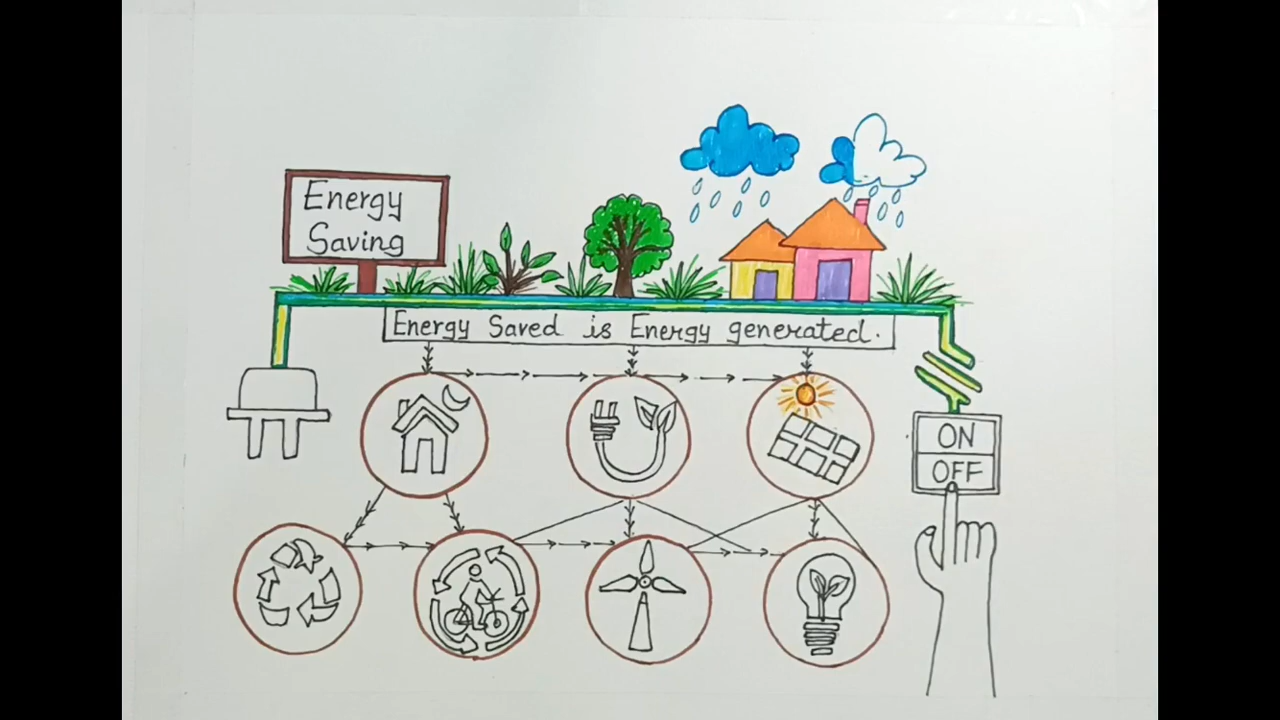 Energy
Saving
Energy Saved is Energy generated.
ON
OFF